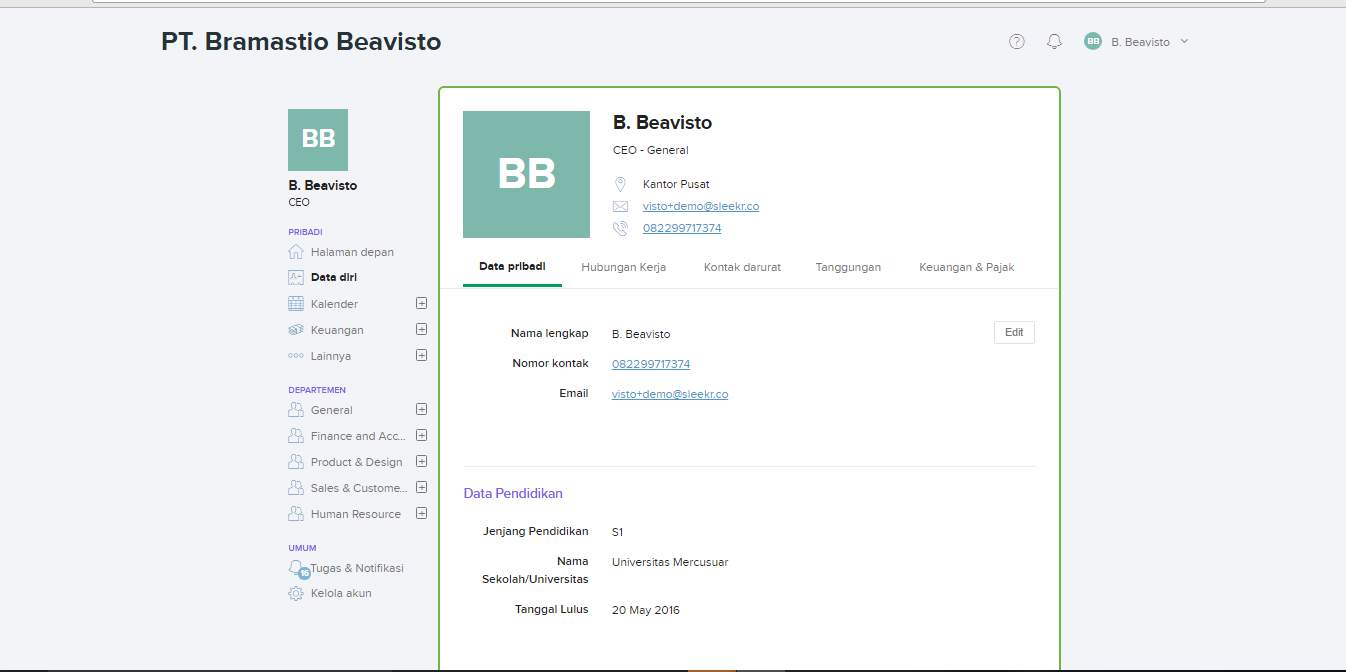 PT. Bramastio Beavisto
BB
B. Beavisto
BB
B. Beavisto
CEO
PRIBADI
Halaman depan
Data diri
Kalender
Keuangan
Lainnya
DEPARTEMEN
General
Finance and Acc...
Product & Design
Sales & Custome...
Human Resource
UMUM
16
Tugas & Notifikasi
Kelola akun
BB
B. Beavisto
CEO - General
Kantor Pusat
visto+demo@sleekr.co
082299717374
Data pribadi Hubungan Kerja Kontak darurat Tanggungan Keuangan & Pajak
Nama lengkap B. Beavisto
Edit
Nomor kontak 082299717374
Email visto+demo@sleekr.co
Data Pendidikan
Jenjang Pendidikan S1
Nama Universitas Mercusuar
Sekolah/Universitas
Tanggal Lulus 20 May 2016